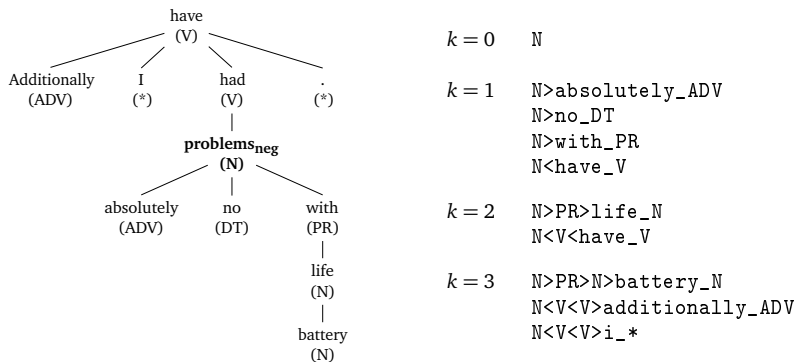 have
(V)
Additionally I had .
(ADV) (*) (V) (*)
problems_neg
(N)
absolutely no with
(ADV) (DT) (PR)
life
(N)
battery
(N)
k = 0 N
k = 1 N>absolutely_ADV
N>no_DT
N>with_PR
N<have_V
k = 2 N>PR>life_N
N<V<have_V
k = 3 N>PR>N>battery_N
N<V<V>additionally_ADV
N<V<V>i_*